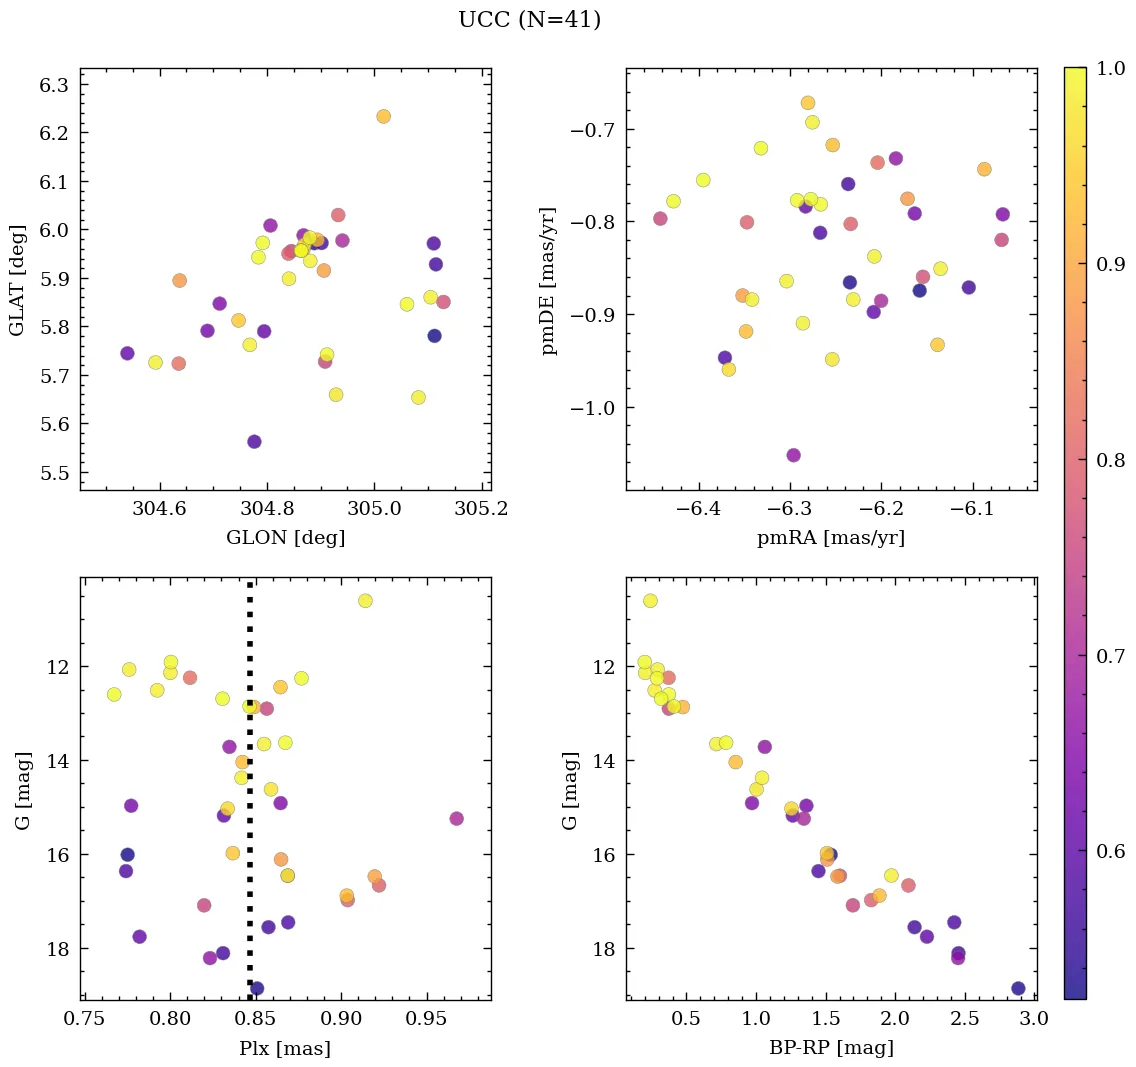 UCC (N=41)
6.3
6.2
6.1
6.0
5.9
5.8
5.7
5.6
5.5
GLAT [deg]
304.6 304.8 305.0 305.2
GLON [deg]
−0.7
−0.8
−0.9
−1.0
pmDE [mas/yr]
−6.4 −6.3 −6.2 −6.1
pmRA [mas/yr]
1.0
0.9
0.8
0.7
0.6
12
14
16
18
G [mag]
0.75 0.80 0.85 0.90 0.95
Plx [mas]
12
14
16
18
G [mag]
0.5 1.0 1.5 2.0 2.5 3.0
BP-RP [mag]